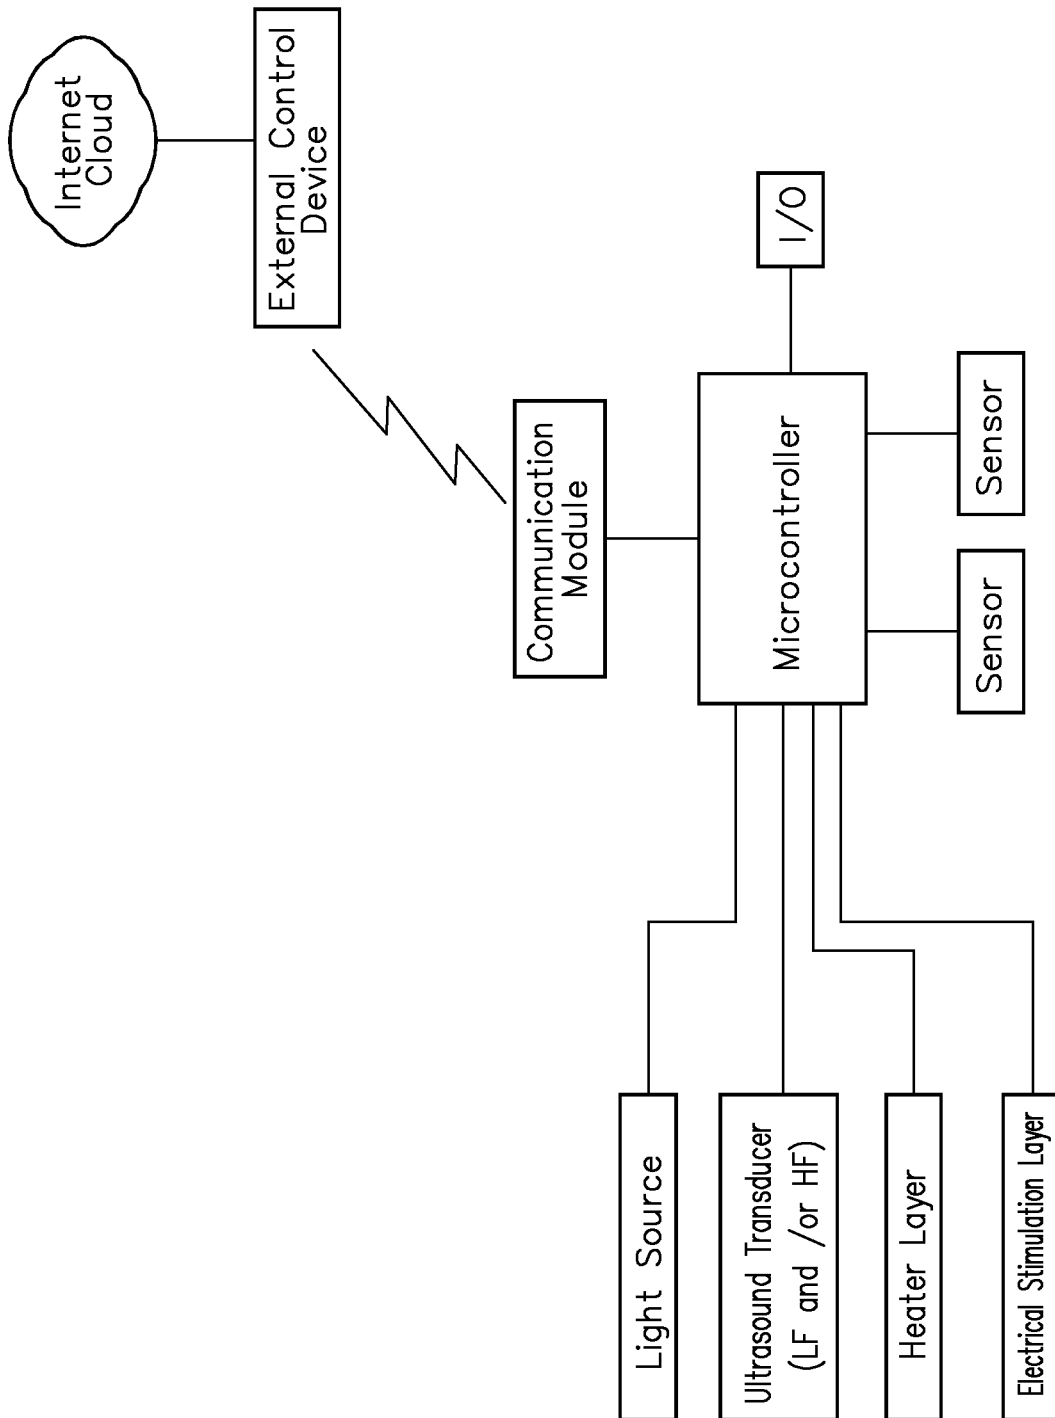 Internet
Cloud
External Control
Device
Communication
Module
I/O
Microcontroller
Sensor
Sensor
Light Source
Ultrasound Transducer
(LF and /or HF)
Heater Layer
Electrical Stimulation Layer